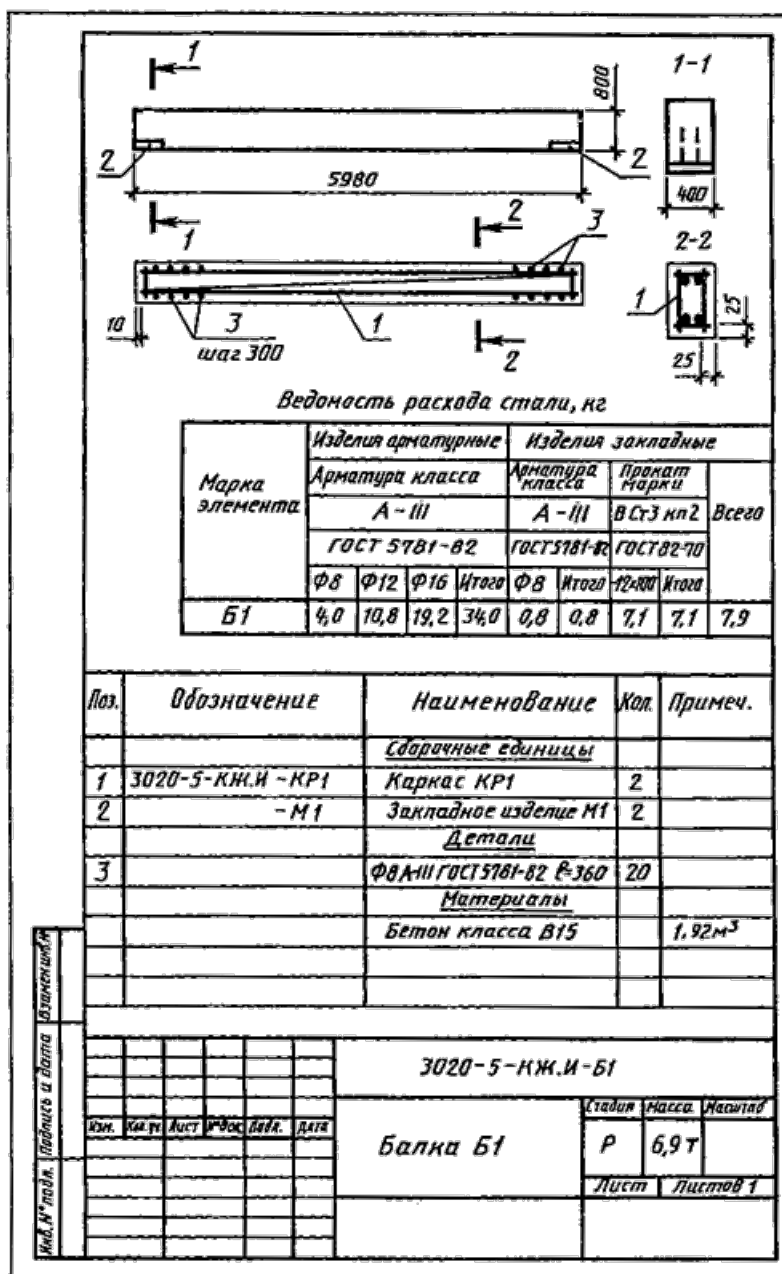 1
1-1
800
2
2
5980
400
1
2
3
2-2
10
3
1
шаг 300
2
1
25
25
Ведомость расхода стали, кг
Марка элемента
Изделия арматурные
Изделия закладные
Арматура класса
Арматура класса
Прокат марки
Всего
А-III
А-III
ВСт3 кп2
ГОСТ 5781-82
ГОСТ5781-82
ГОСТ82-70
Ф8 Ф12 Ф16 Итого Ф8 Итого -12×100 Итого
Б1 4,0 10,8 19,2 34,0 0,8 0,8 7,1 7,1 7,9
Поз. Обозначение Наименование Кол. Примеч.
Сборочные единицы
1 3020-5-КЖ.И-КР1 Каркас КР1 2
2 -М1 Закладное изделие М1 2
Детали
3 Ф8А-III ГОСТ5781-82 ℓ=360 20
Материалы
Бетон класса В15 1,92м³
Взамен инв.№
Подпись и дата
Инв.№ подл.
3020-5-КЖ.И-Б1
Изм. Кол.уч Лист №док Подп. Дата
Балка Б1
Стадия Масса Масштаб
Р 6,9 т
Лист Листов 1